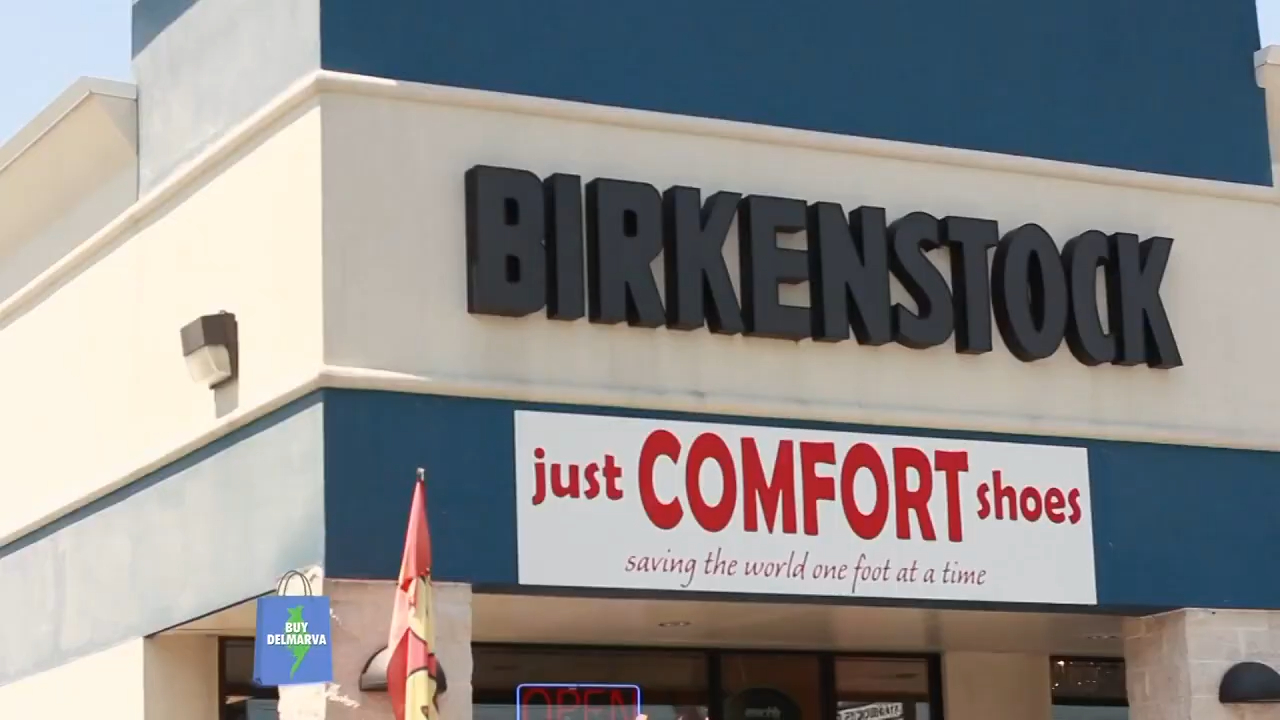 BIRKENSTOCK
just COMFORT shoes
saving the world one foot at a time
BUY
DELMARVA
OPEN